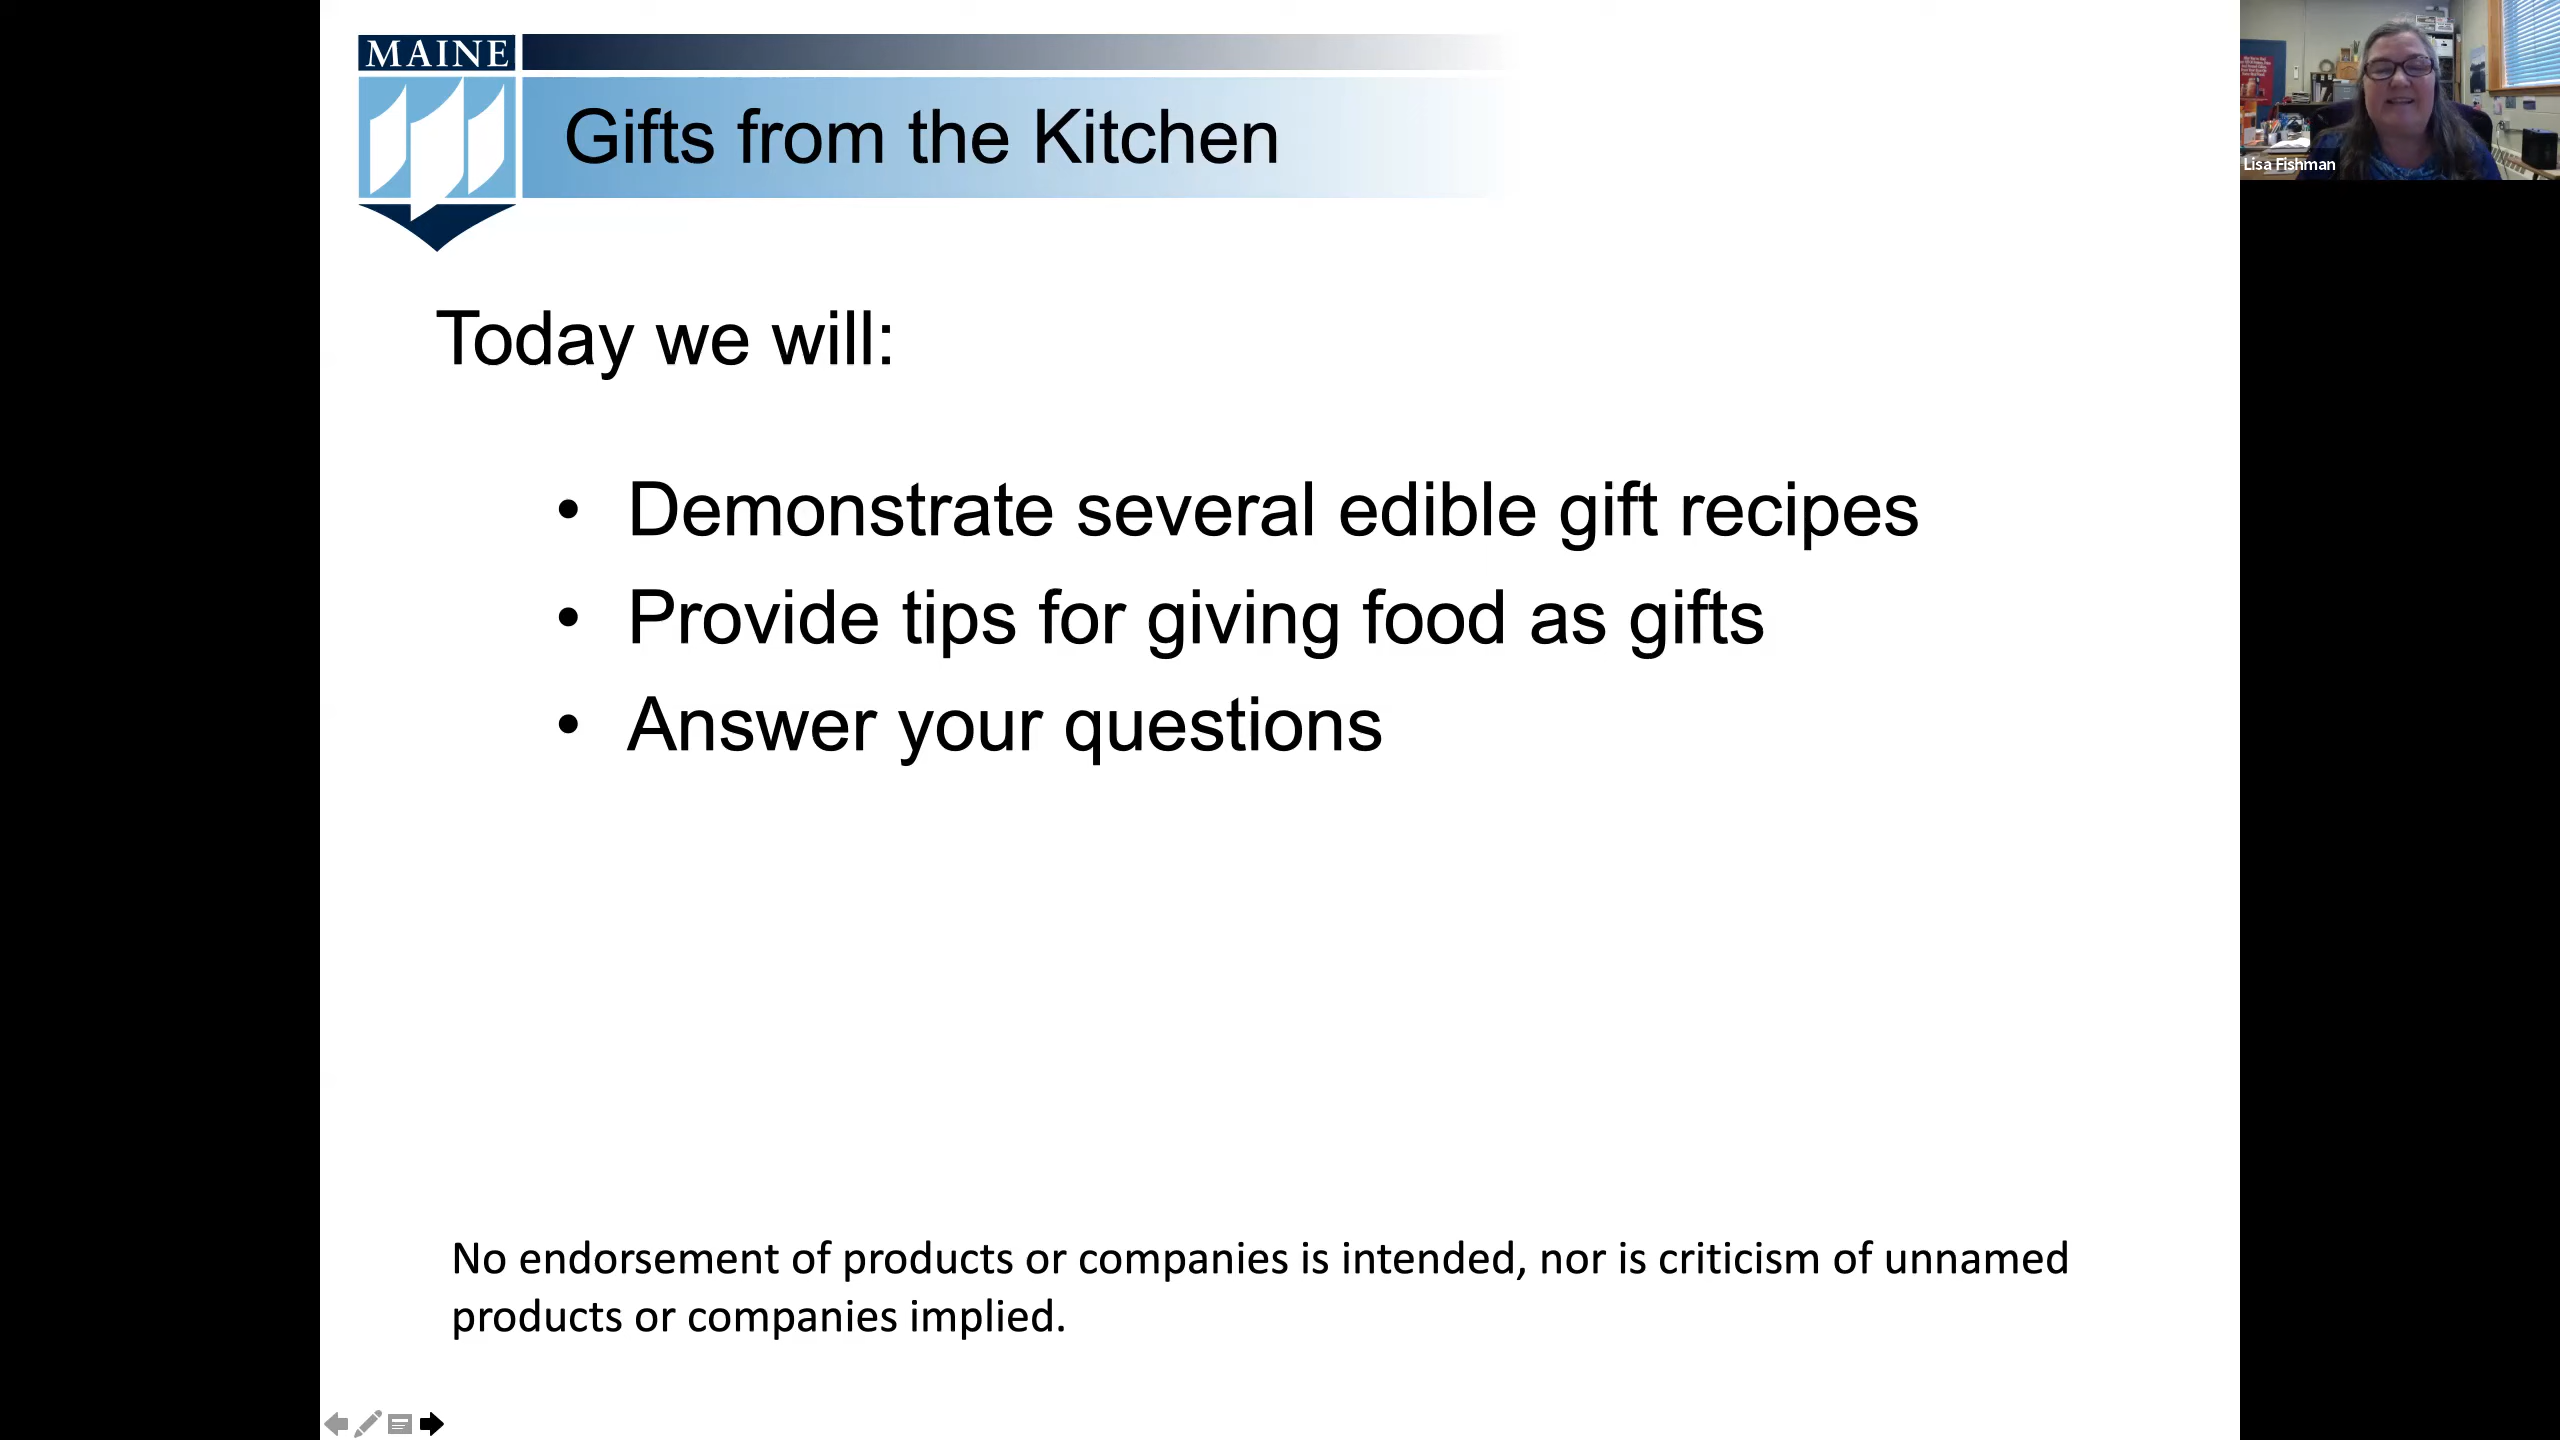 MAINE
Gifts from the Kitchen
Lisa Fishman
Today we will:
• Demonstrate several edible gift recipes
• Provide tips for giving food as gifts
• Answer your questions
No endorsement of products or companies is intended, nor is criticism of unnamed
products or companies implied.